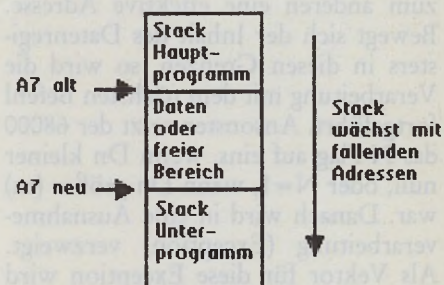 Stack
Haupt-
programm
A7 alt
Daten
oder
freier
Bereich
A7 neu
Stack
Unter-
programm
Stack
wächst mit
fallenden
Adressen